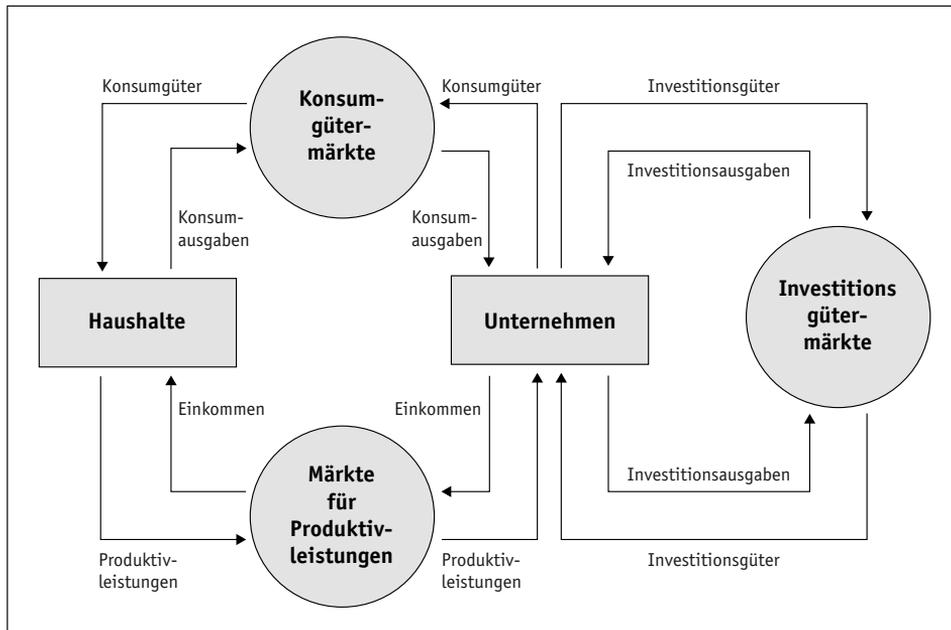 Konsumgüter
Konsum-
güter-
märkte
Konsumgüter
Investitionsgüter
Investitionsausgaben
Konsum-
ausgaben
Konsum-
ausgaben
Haushalte
Unternehmen
Investitions
güter-
märkte
Einkommen
Einkommen
Märkte
für
Produktiv-
leistungen
Investitionsausgaben
Produktiv-
leistungen
Produktiv-
leistungen
Investitionsgüter